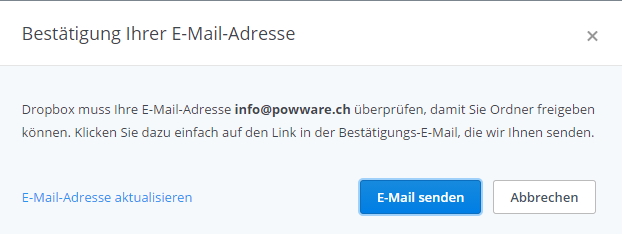 Bestätigung Ihrer E-Mail-Adresse
×
Dropbox muss Ihre E-Mail-Adresse info@powware.ch überprüfen, damit Sie Ordner freigeben
können. Klicken Sie dazu einfach auf den Link in der Bestätigungs-E-Mail, die wir Ihnen senden.
E-Mail-Adresse aktualisieren E-Mail senden Abbrechen